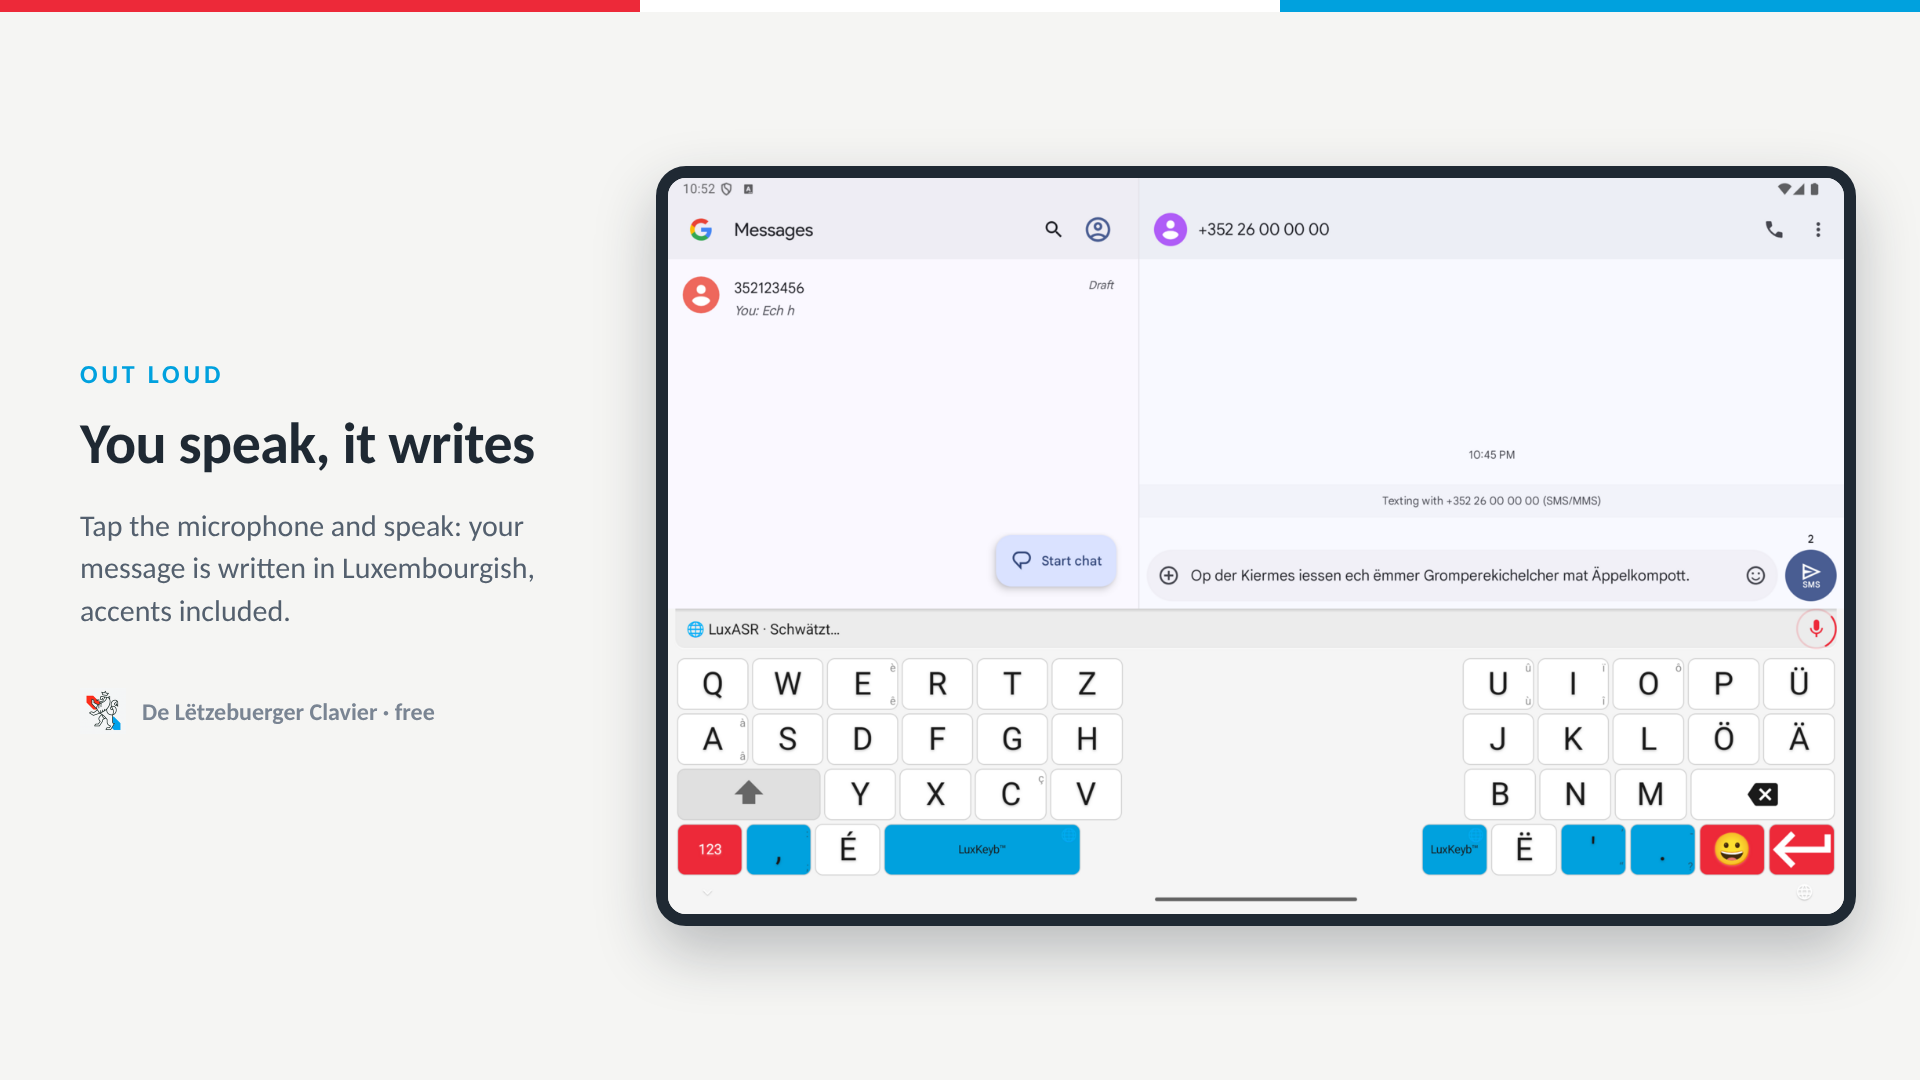 OUT LOUD
You speak, it writes
Tap the microphone and speak: your
message is written in Luxembourgish,
accents included.
De Lëtzebuerger Clavier · free
10:52
Messages
+352 26 00 00 00
352123456
Draft
You: Ech h
10:45 PM
Texting with +352 26 00 00 00 (SMS/MMS)
Start chat
2
Op der Kiermes iessen ech ëmmer Gromperekichelcher mat Äppelkompott.
SMS
LuxASR · Schwätzt...
Q W E è ê R T Z U û ù I ï î O ô P Ü
A à â S D F G H J K L Ö Ä
Y X C ç V B N M
123 , É LuxKeyb™ LuxKeyb™ Ë ' .